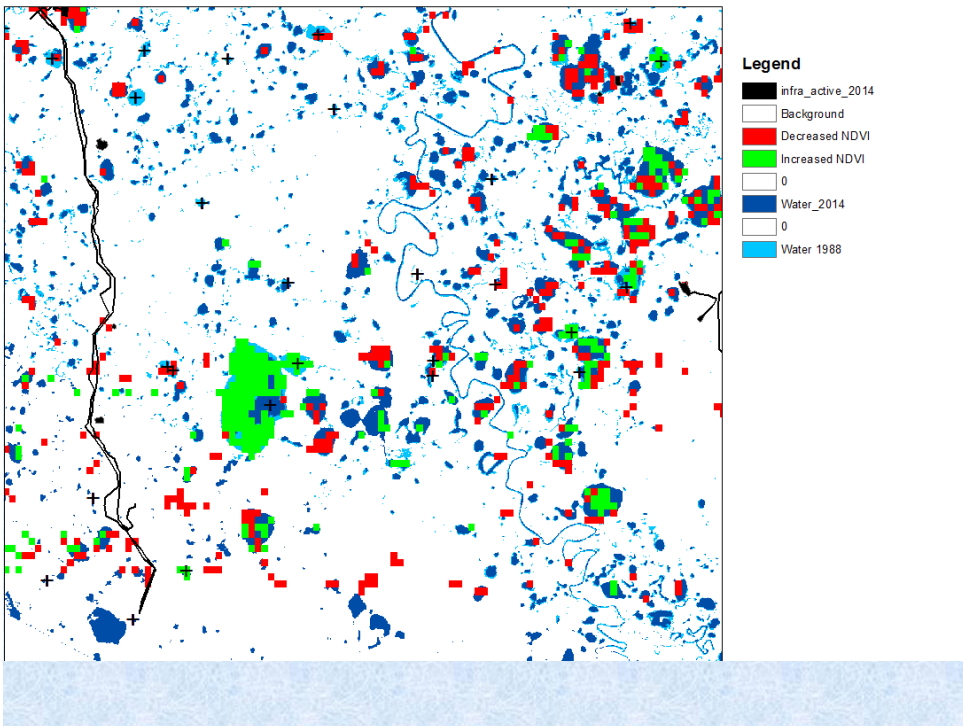 Legend
infra_active_2014
Background
Decreased NDVI
Increased NDVI
0
Water_2014
0
Water 1988